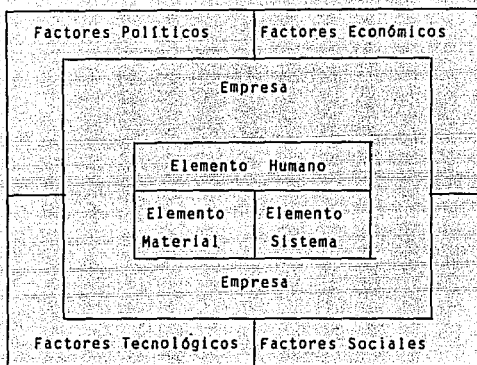 Factores Políticos Factores Económicos
Empresa
Elemento Humano
Elemento Elemento
Material Sistema
Empresa
Factores Tecnológicos Factores Sociales